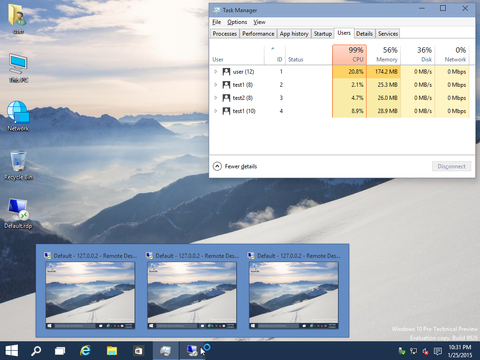 user
This PC
Network
Recycle Bin
Default.rdp
Task Manager
File Options View
Processes Performance App history Startup Users Details Services
99% 56% 36% 0%
User ID Status CPU Memory Disk Network
user (12) 1 20.8% 174.2 MB 0 MB/s 0 Mbps
test1 (8) 2 2.1% 25.3 MB 0 MB/s 0 Mbps
test2 (8) 3 4.7% 26.0 MB 0 MB/s 0 Mbps
test1 (10) 4 8.9% 28.9 MB 0 MB/s 0 Mbps
Fewer details Disconnect
Default - 127.0.0.2 - Remote Des... Default - 127.0.0.2 - Remote Des... Default - 127.0.0.2 - Remote Des...
Windows 10 Pro Technical Preview
Evaluation copy. Build 9926
10:31 PM
1/25/2015